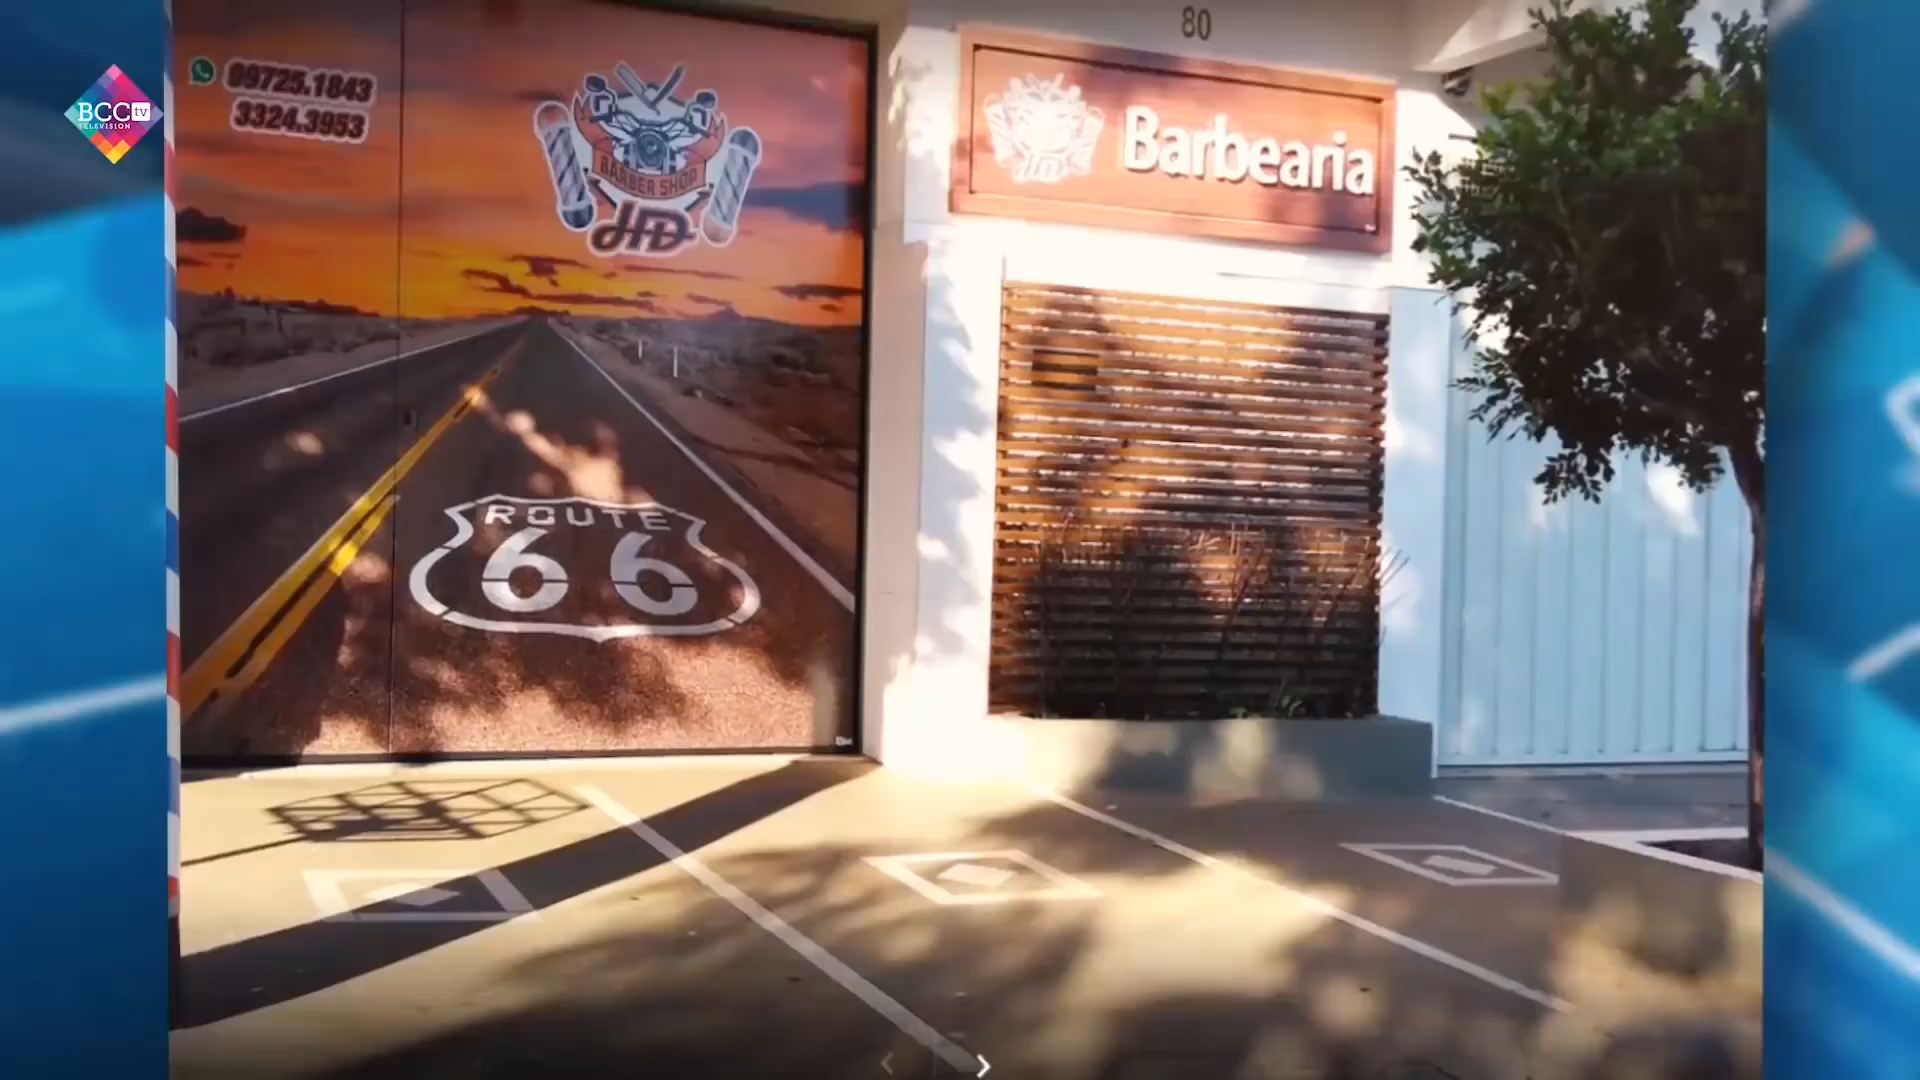 BCC tv
TELEVISION
99725.1843
3324.3953
BARBER SHOP
HD
80
HD
Barbearia
ROUTE
66